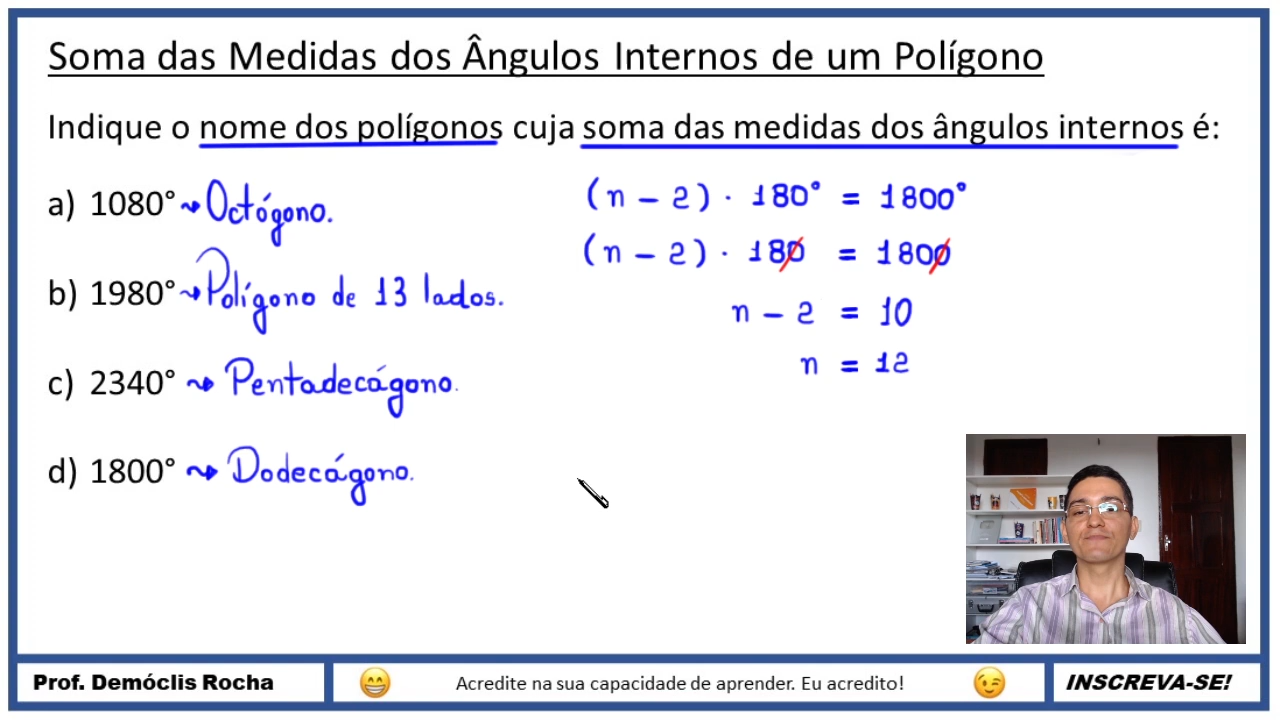 Soma das Medidas dos Ângulos Internos de um Polígono
Indique o nome dos polígonos cuja soma das medidas dos ângulos internos é:
a) 1080° ⤳ Octógono.
b) 1980° ⤳ Polígono de 13 lados.
c) 2340° ⤳ Pentadecágono.
d) 1800° ⤳ Dodecágono.
(n – 2) · 180° = 1800°
(n – 2) · 180 = 1800
n – 2 = 10
n = 12
Prof. Demóclis Rocha
Acredite na sua capacidade de aprender. Eu acredito!
INSCREVA-SE!